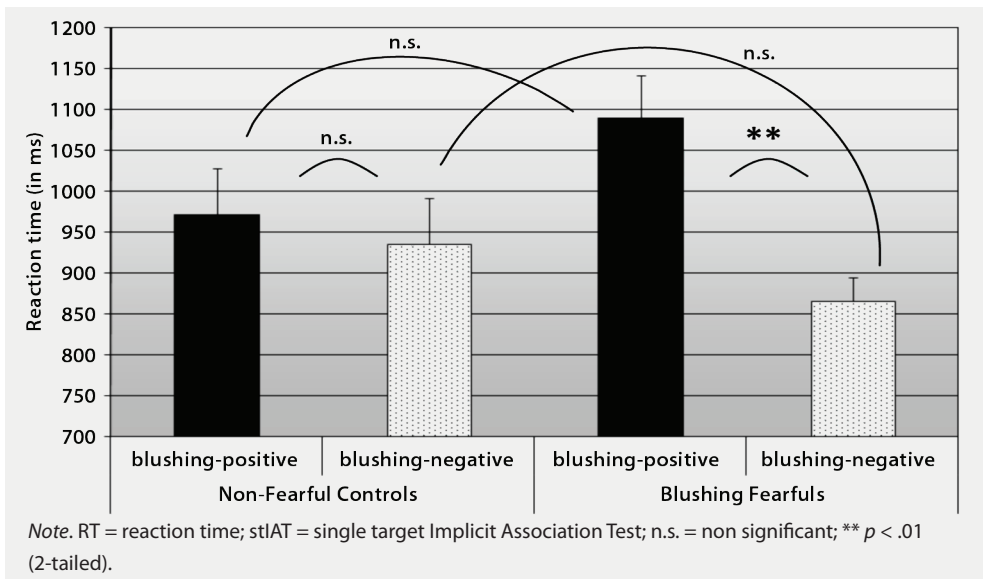 1200
1150
1100
1050
1000
950
900
850
800
750
700
Reaction time (in ms)
n.s.
n.s.
n.s.
**
blushing-positive blushing-negative blushing-positive blushing-negative
Non-Fearful Controls Blushing Fearfuls
Note. RT = reaction time; stIAT = single target Implicit Association Test; n.s. = non significant; ** p < .01
(2-tailed).